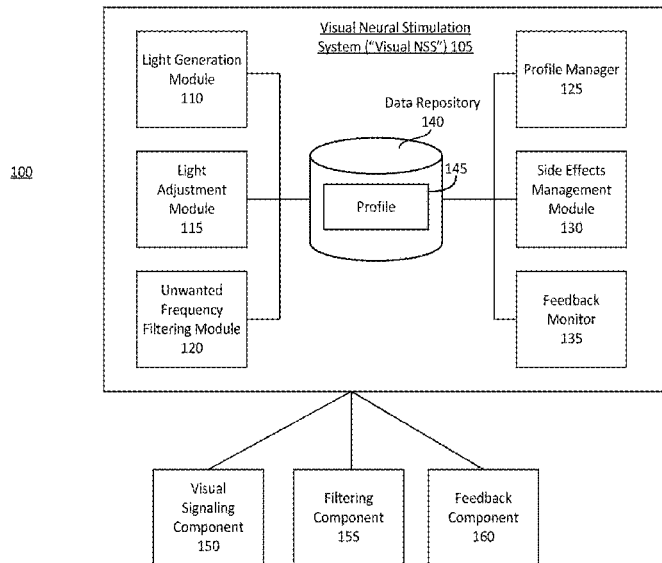 Visual Neural Stimulation
System ("Visual NSS") 105
Light Generation
Module
110
Profile Manager
125
Data Repository
140
100
145
Light
Adjustment
Module
115
Profile
Side Effects
Management
Module
130
Unwanted
Frequency
Filtering Module
120
Feedback
Monitor
135
Visual
Signaling
Component
150
Filtering
Component
155
Feedback
Component
160